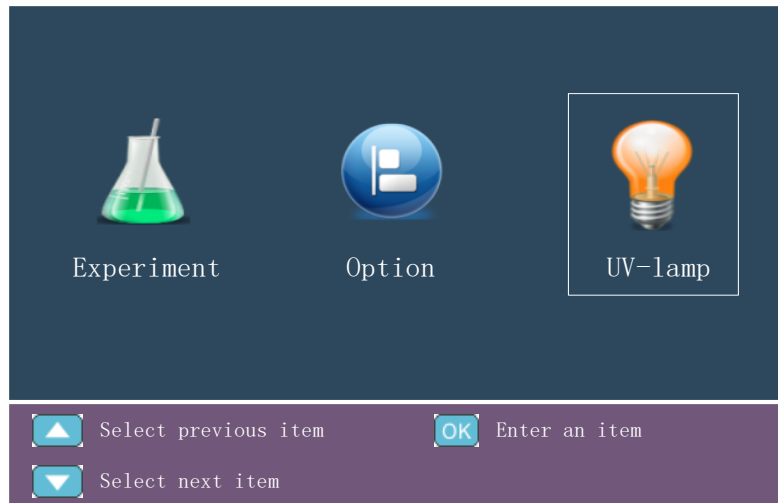 Experiment Option UV-lamp
Select previous item OK Enter an item
Select next item